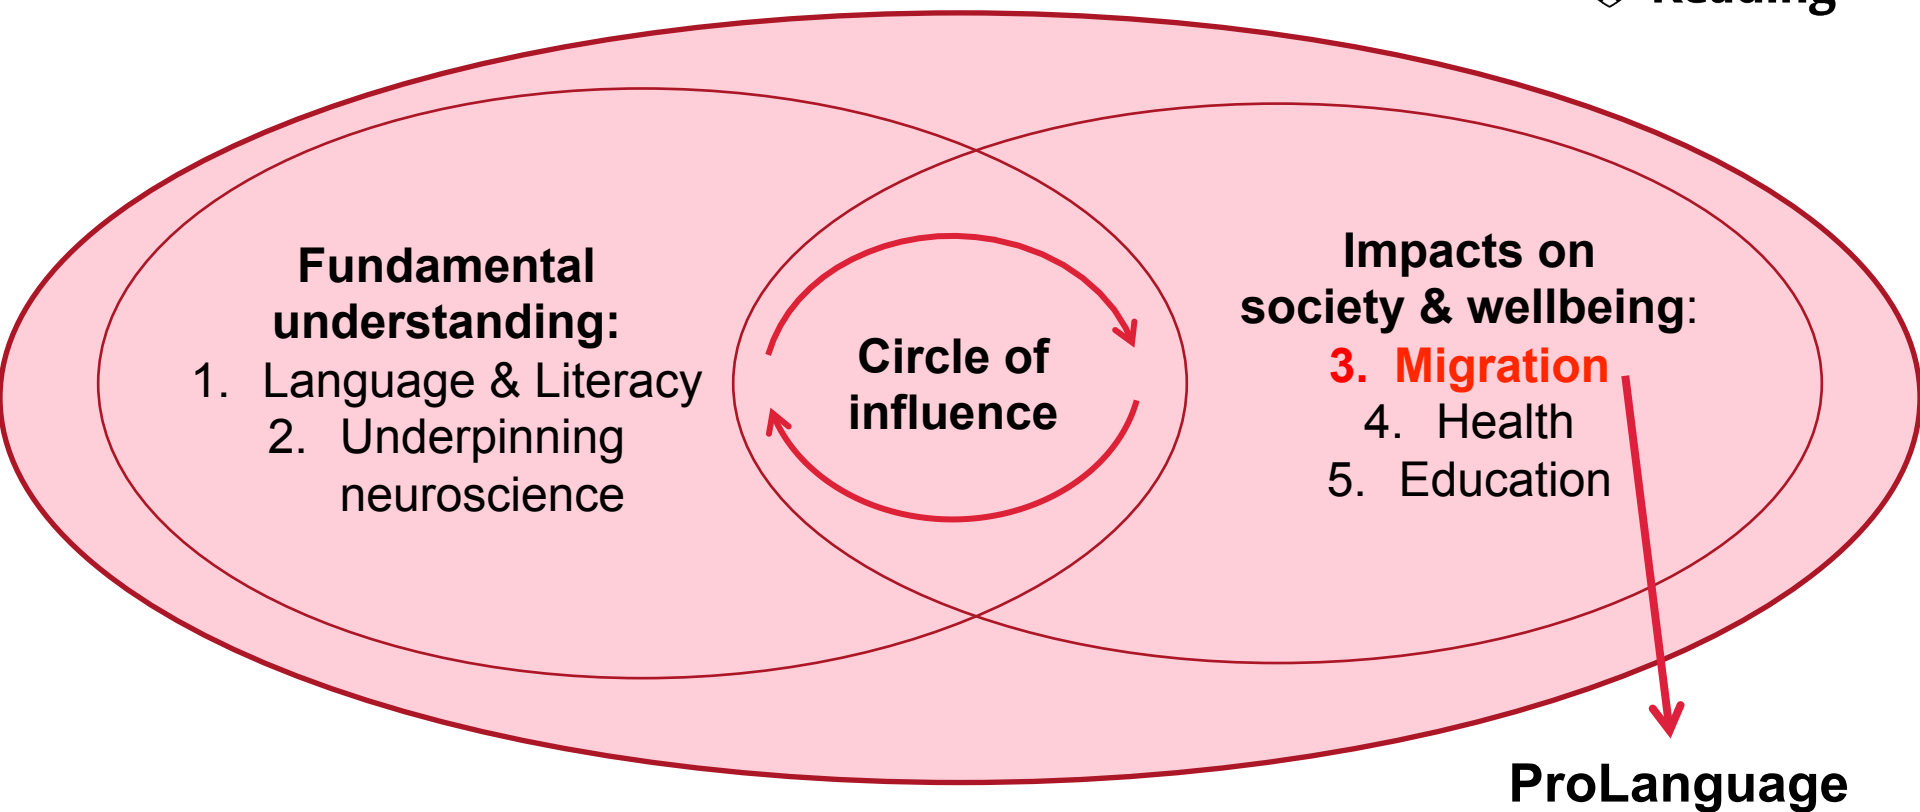 Reading
Fundamental
understanding:
1. Language & Literacy
2. Underpinning
neuroscience
Circle of
influence
Impacts on
society & wellbeing:
3. Migration
4. Health
5. Education
ProLanguage